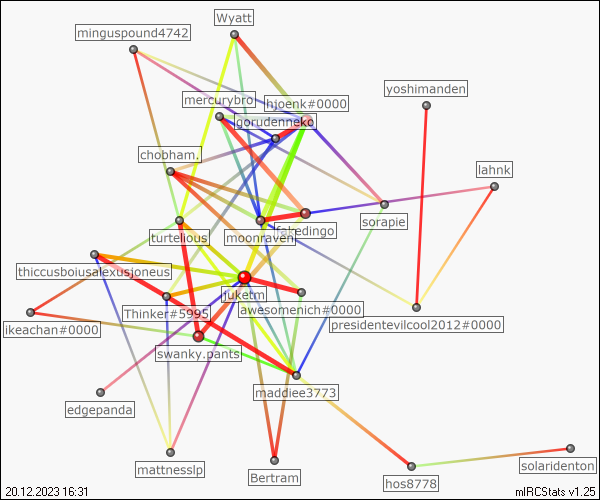 Wyatt
minguspound4742
yoshimanden
mercurybro
hjoenk#0000
gorudenneko
chobham.
lahnk
sorapie
turtelious
moonraven
fakedingo
thiccusboiusalexusjoneus
juketm
Thinker#5995
awesomenich#0000
ikeachan#0000
presidentevilcool2012#0000
swanky.pants
maddiee3773
edgepanda
mattnesslp
Bertram
hos8778
solaridenton
20.12.2023 16:31
mIRCStats v1.25